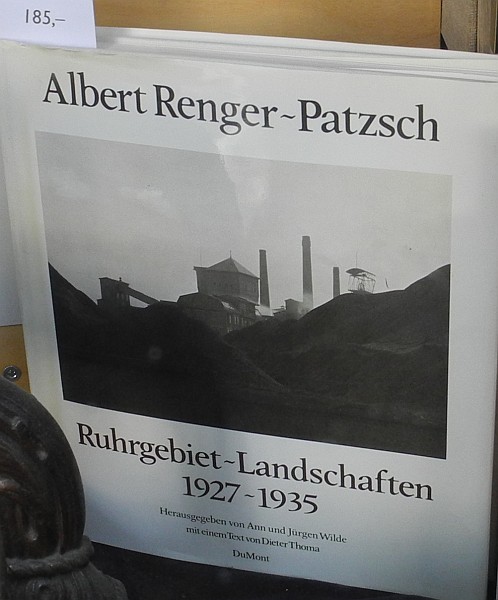 185,–
Albert Renger~Patzsch
Ruhrgebiet~Landschaften
1927~1935
Herausgegeben von Ann und Jürgen Wilde
mit einem Text von Dieter Thoma
DuMont